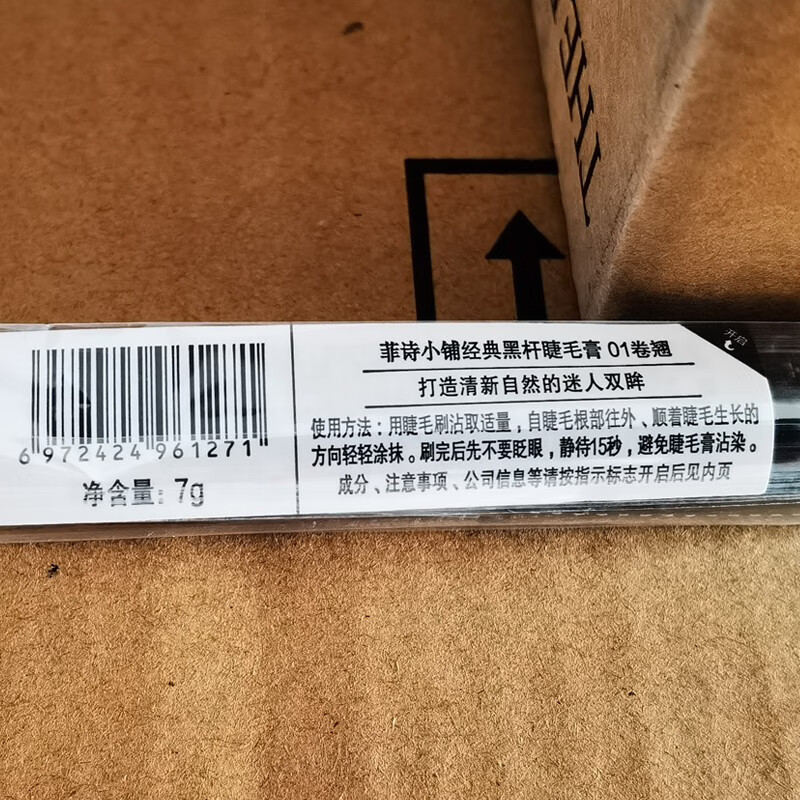 THE
开启
6 972424 961271
净含量: 7g
菲诗小铺经典黑杆睫毛膏 01卷翘
打造清新自然的迷人双眸
使用方法：用睫毛刷沾取适量，自睫毛根部往外、顺着睫毛生长的
方向轻轻涂抹。刷完后先不要眨眼，静待15秒，避免睫毛膏沾染。
成分、注意事项、公司信息等请按指示标志开启后见内页